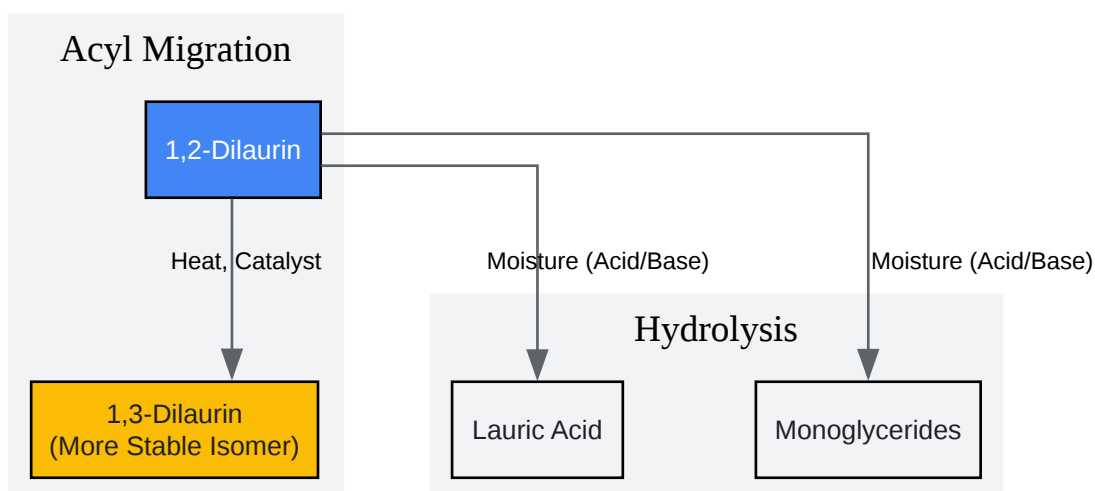 Acyl Migration
1,2-Dilaurin
Heat, Catalyst
Moisture (Acid/Base)
Moisture (Acid/Base)
Hydrolysis
1,3-Dilaurin
(More Stable Isomer)
Lauric Acid
Monoglycerides